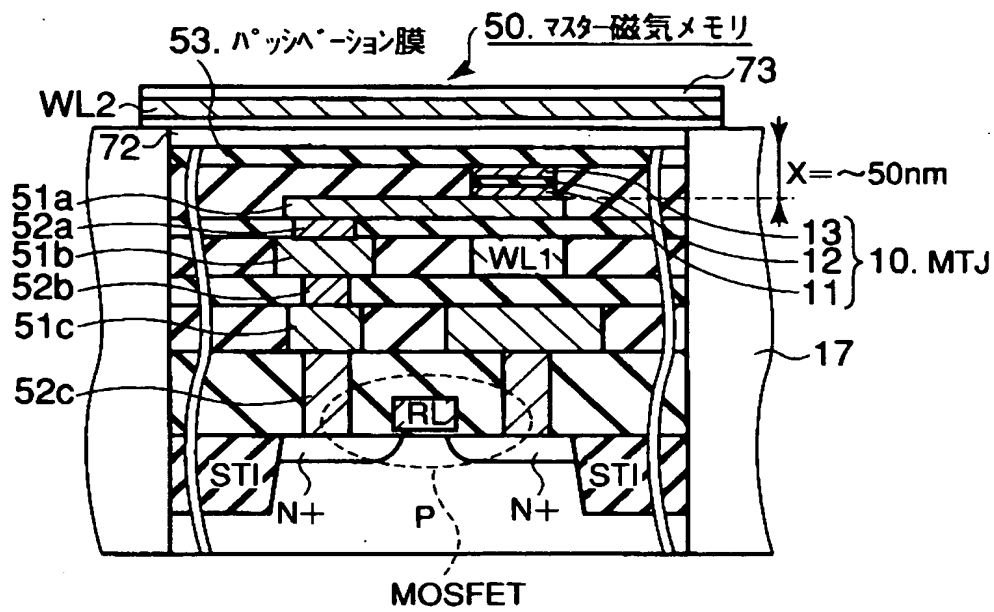 50. マスター磁気メモリ
53. パッシベーション膜
73
WL2
72
X=~50nm
51a
52a
51b
52b
51c
52c
WL1
13
12
11
10. MTJ
17
RL
STI
STI
N+
P
N+
MOSFET